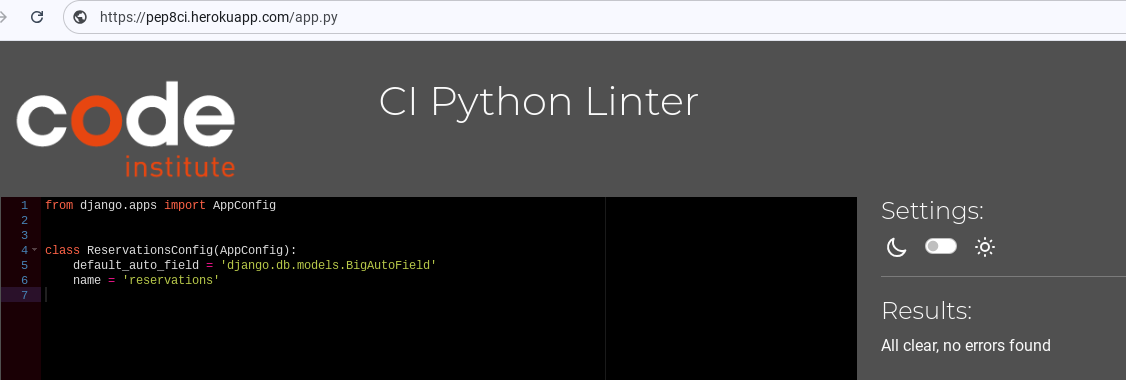 https://pep8ci.herokuapp.com/app.py
code
institute
CI Python Linter
1 from django.apps import AppConfig
2
3
4 class ReservationsConfig(AppConfig):
5     default_auto_field = 'django.db.models.BigAutoField'
6     name = 'reservations'
7
Settings:
Results:
All clear, no errors found